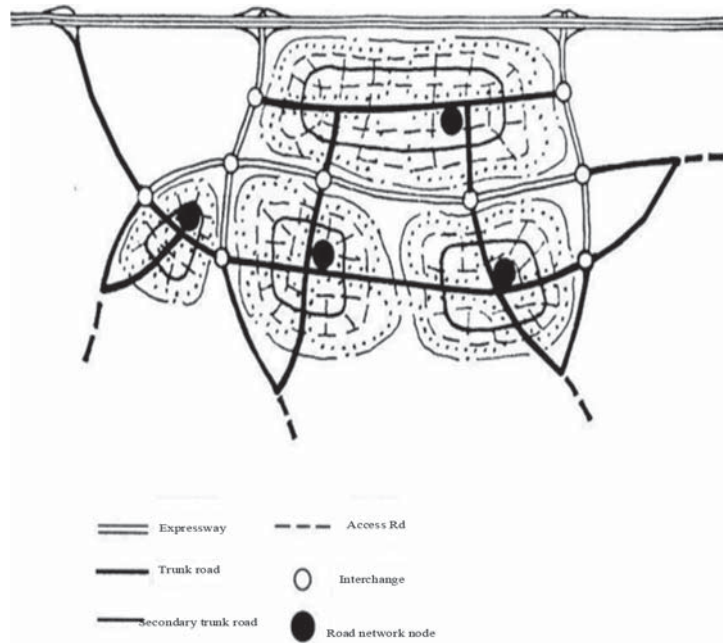 Expressway
Access Rd
Trunk road
Interchange
Secondary trunk road
Road network node